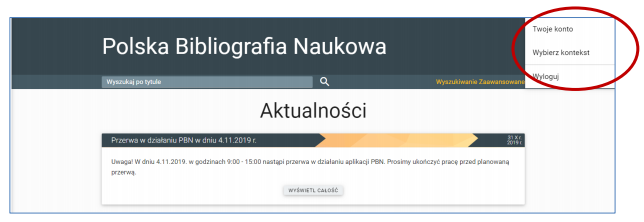 Twoje konto
Polska Bibliografia Naukowa
Wybierz kontekst
Wyloguj
Wyszukaj po tytule
Wyszukiwanie Zaawansowane
Aktualności
Przerwa w działaniu PBN w dniu 4.11.2019 r.
31 X r
2019 r
Uwaga! W dniu 4.11.2019. w godzinach 9:00 - 15:00 nastąpi przerwa w działaniu aplikacji PBN. Prosimy ukończyć pracę przed planowaną
przerwą.
WYŚWIETL CAŁOŚĆ